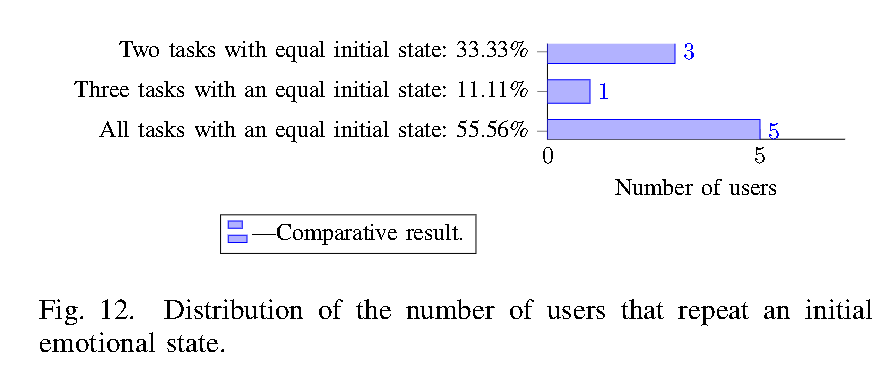 Two tasks with equal initial state: 33.33% 3
Three tasks with an equal initial state: 11.11% 1
All tasks with an equal initial state: 55.56% 5
0 5
Number of users
—Comparative result.
Fig. 12. Distribution of the number of users that repeat an initial
emotional state.